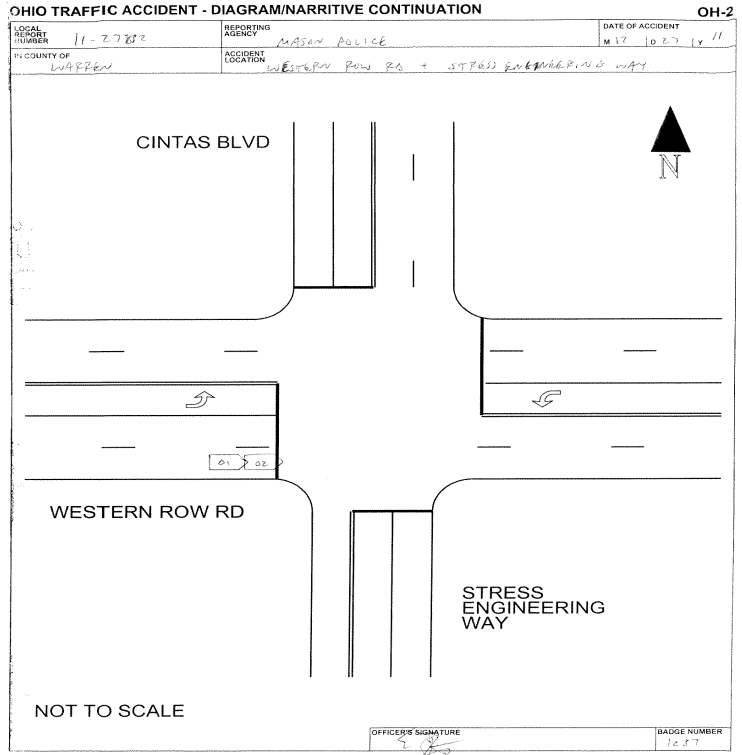 OHIO TRAFFIC ACCIDENT - DIAGRAM/NARRITIVE CONTINUATION OH-2
LOCAL REPORT NUMBER 11-27882 REPORTING AGENCY MASON POLICE DATE OF ACCIDENT M 12 D 27 Y 11
IN COUNTY OF WARREN ACCIDENT LOCATION WESTERN ROW RD + STRESS ENGINEERING WAY
CINTAS BLVD
N
01 02
WESTERN ROW RD
STRESS
ENGINEERING
WAY
NOT TO SCALE
OFFICER'S SIGNATURE BADGE NUMBER
1237